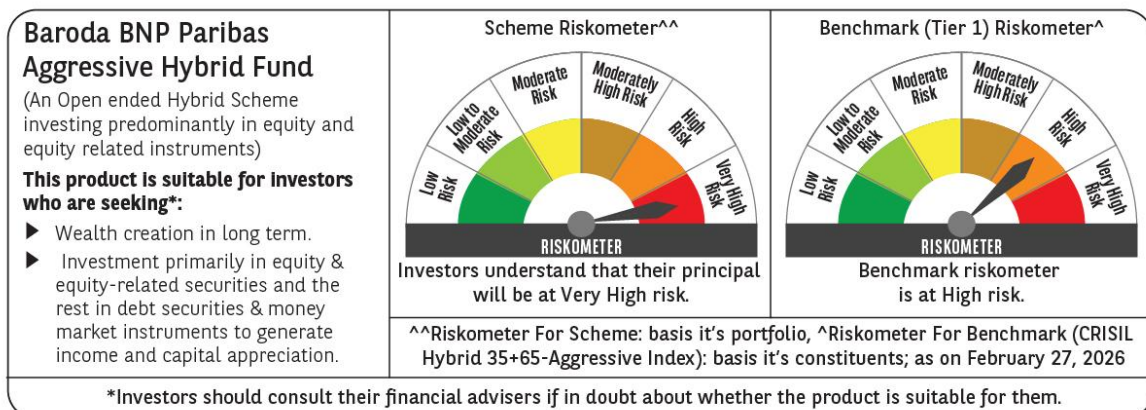 Baroda BNP Paribas
Aggressive Hybrid Fund
(An Open ended Hybrid Scheme
investing predominantly in equity and
equity related instruments)
This product is suitable for investors
who are seeking*:
▶ Wealth creation in long term.
▶ Investment primarily in equity &
equity-related securities and the
rest in debt securities & money
market instruments to generate
income and capital appreciation.
Scheme Riskometer^^
Low
Risk
Low to
Moderate
Risk
Moderate
Risk
Moderately
High Risk
High
Risk
Very High
Risk
RISKOMETER
Investors understand that their principal
will be at Very High risk.
Benchmark (Tier 1) Riskometer^
Low
Risk
Low to
Moderate
Risk
Moderate
Risk
Moderately
High Risk
High
Risk
Very High
Risk
RISKOMETER
Benchmark riskometer
is at High risk.
^^Riskometer For Scheme: basis it's portfolio, ^Riskometer For Benchmark (CRISIL
Hybrid 35+65-Aggressive Index): basis it's constituents; as on February 27, 2026
*Investors should consult their financial advisers if in doubt about whether the product is suitable for them.